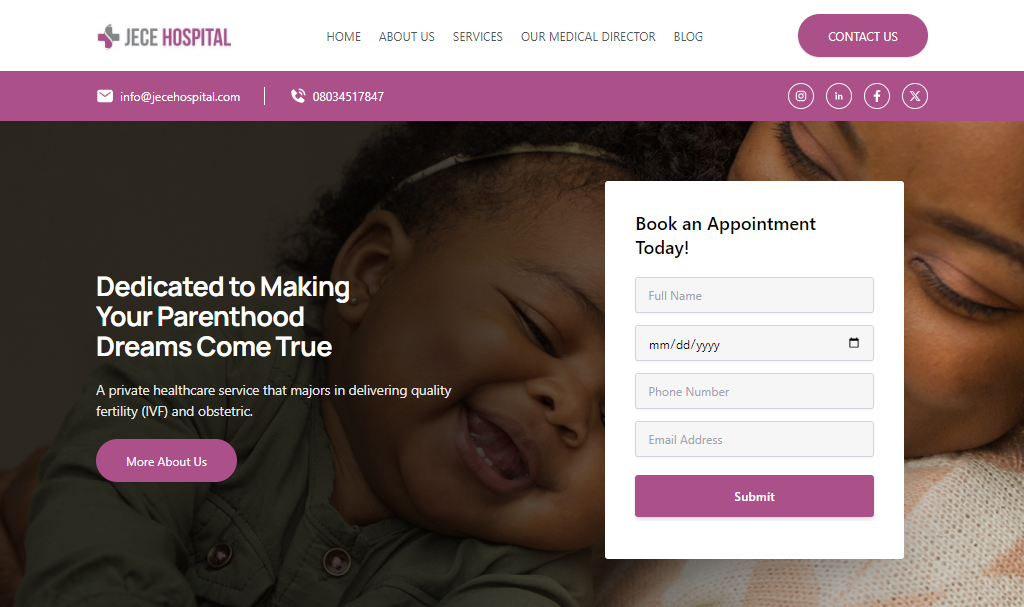 JECE HOSPITAL
HOME ABOUT US SERVICES OUR MEDICAL DIRECTOR BLOG
CONTACT US
info@jecehospital.com
08034517847
in f X
Dedicated to Making
Your Parenthood
Dreams Come True
A private healthcare service that majors in delivering quality
fertility (IVF) and obstetric.
More About Us
Book an Appointment
Today!
Full Name
mm/dd/yyyy
Phone Number
Email Address
Submit